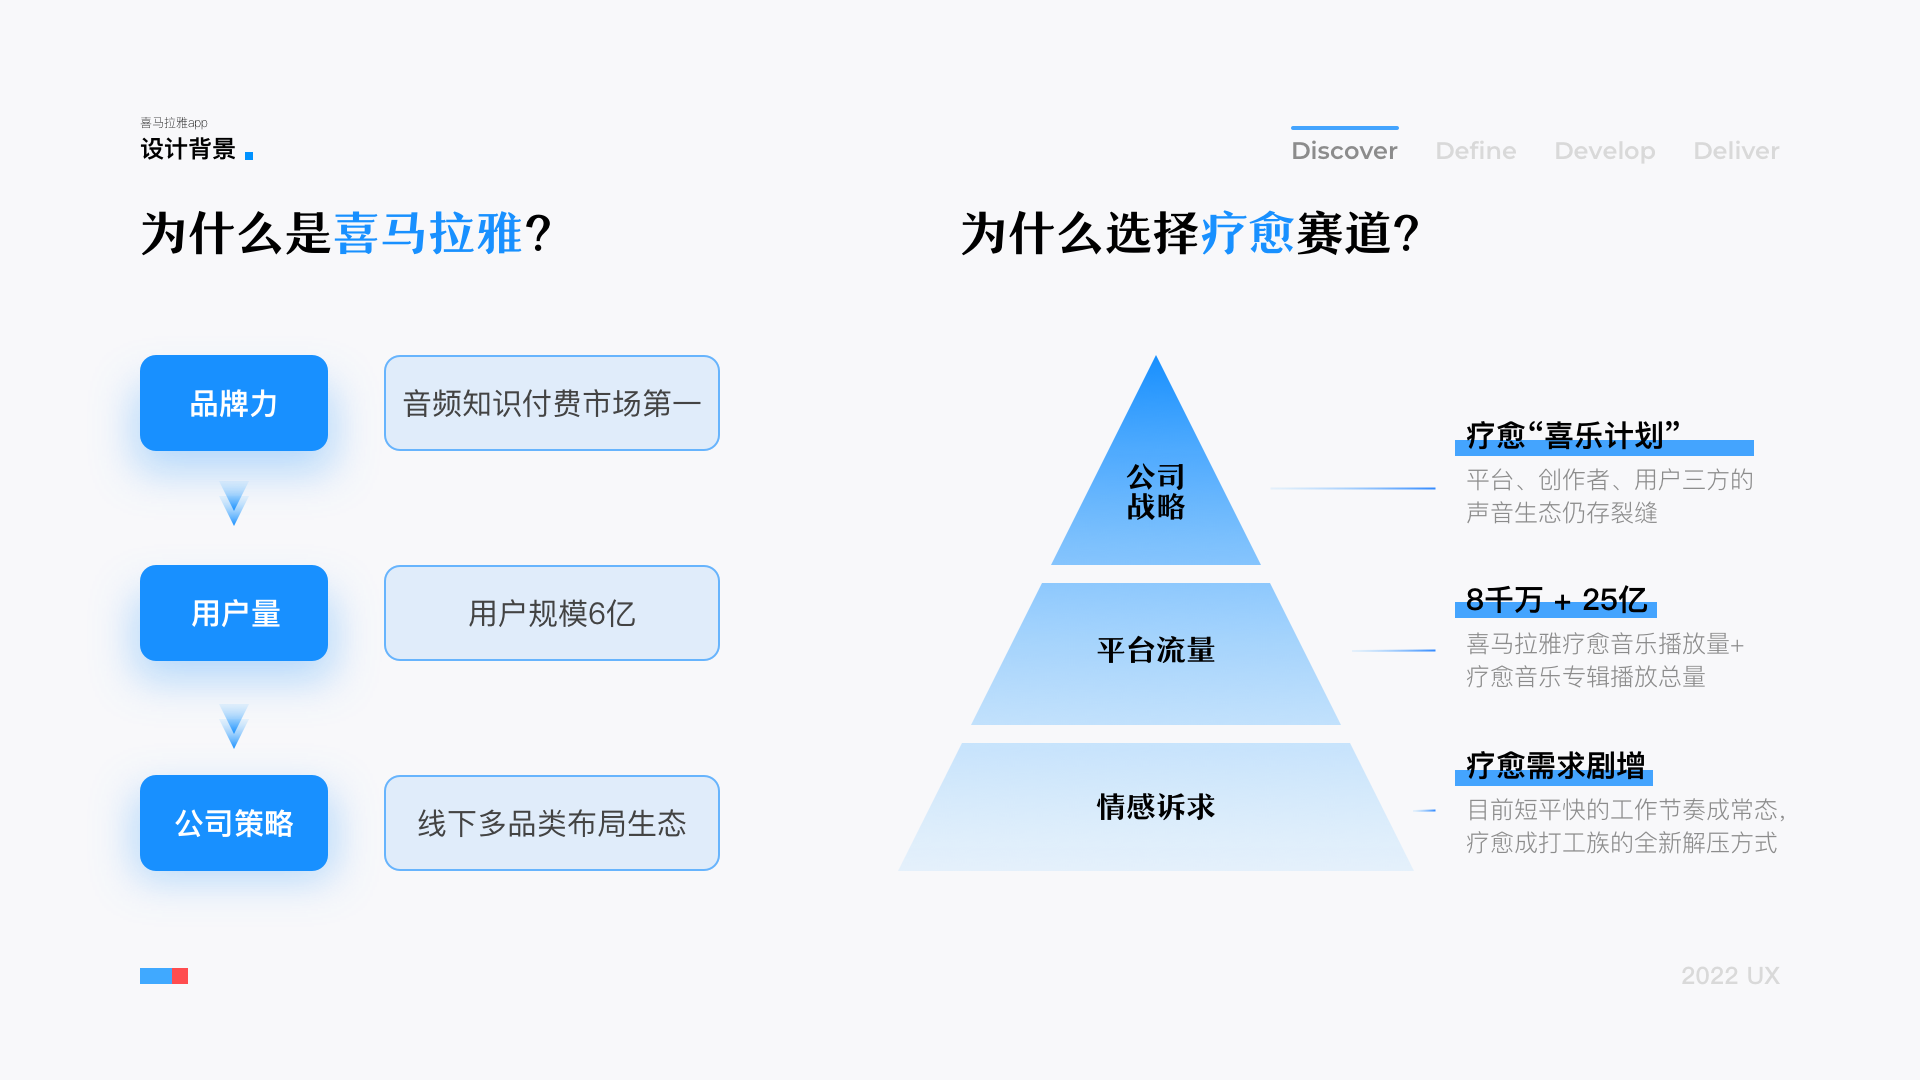 喜马拉雅app
设计背景
Discover Define Develop Deliver
为什么是喜马拉雅?
品牌力
音频知识付费市场第一
用户量
用户规模6亿
公司策略
线下多品类布局生态
为什么选择疗愈赛道?
公司
战略
疗愈“喜乐计划”
平台、创作者、用户三方的
声音生态仍存裂缝
平台流量
8千万 + 25亿
喜马拉雅疗愈音乐播放量+
疗愈音乐专辑播放总量
情感诉求
疗愈需求剧增
目前短平快的工作节奏成常态,
疗愈成打工族的全新解压方式
2022 UX